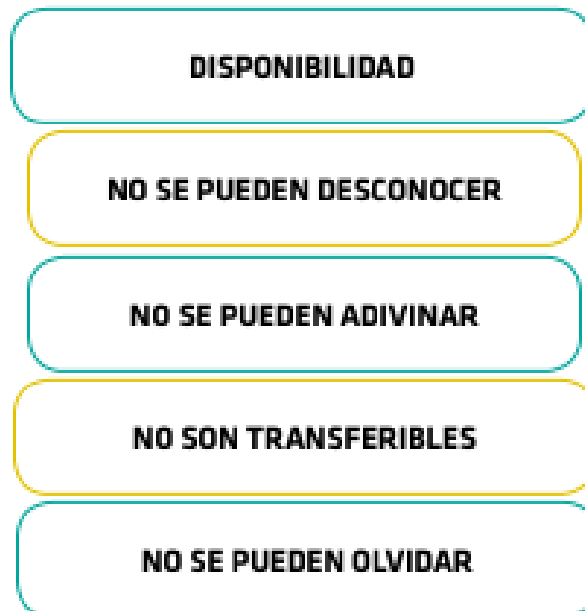 DISPONIBILIDAD
NO SE PUEDEN DESCONOCER
NO SE PUEDEN ADIVINAR
NO SON TRANSFERIBLES
NO SE PUEDEN OLVIDAR